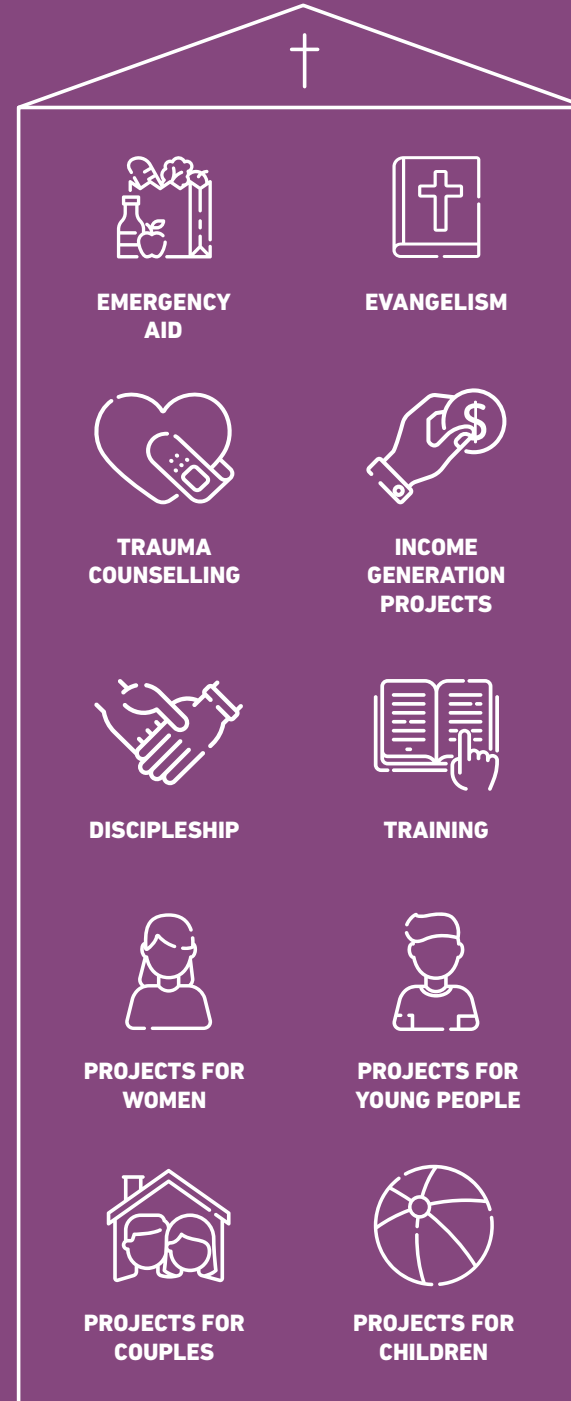 EMERGENCY
AID
EVANGELISM
TRAUMA
COUNSELLING
$
INCOME
GENERATION
PROJECTS
DISCIPLESHIP
TRAINING
PROJECTS FOR
WOMEN
PROJECTS FOR
YOUNG PEOPLE
PROJECTS FOR
COUPLES
PROJECTS FOR
CHILDREN